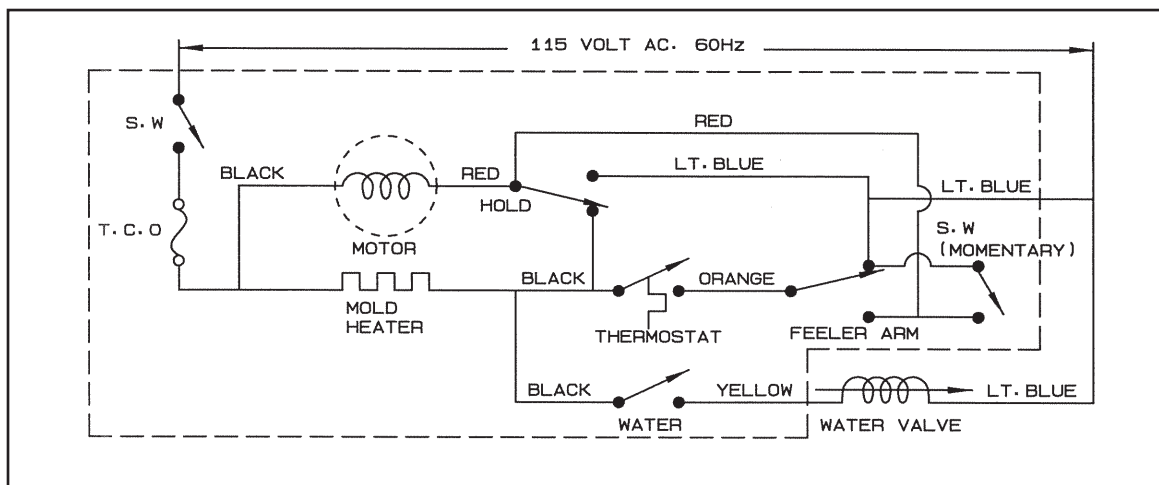 115 VOLT AC. 60Hz
S.W
RED
BLACK
RED
LT.BLUE
LT.BLUE
HOLD
T.C.O
S.W
(MOMENTARY)
MOTOR
BLACK
ORANGE
MOLD
HEATER
THERMOSTAT
FEELER ARM
BLACK
YELLOW
LT.BLUE
WATER
WATER VALVE